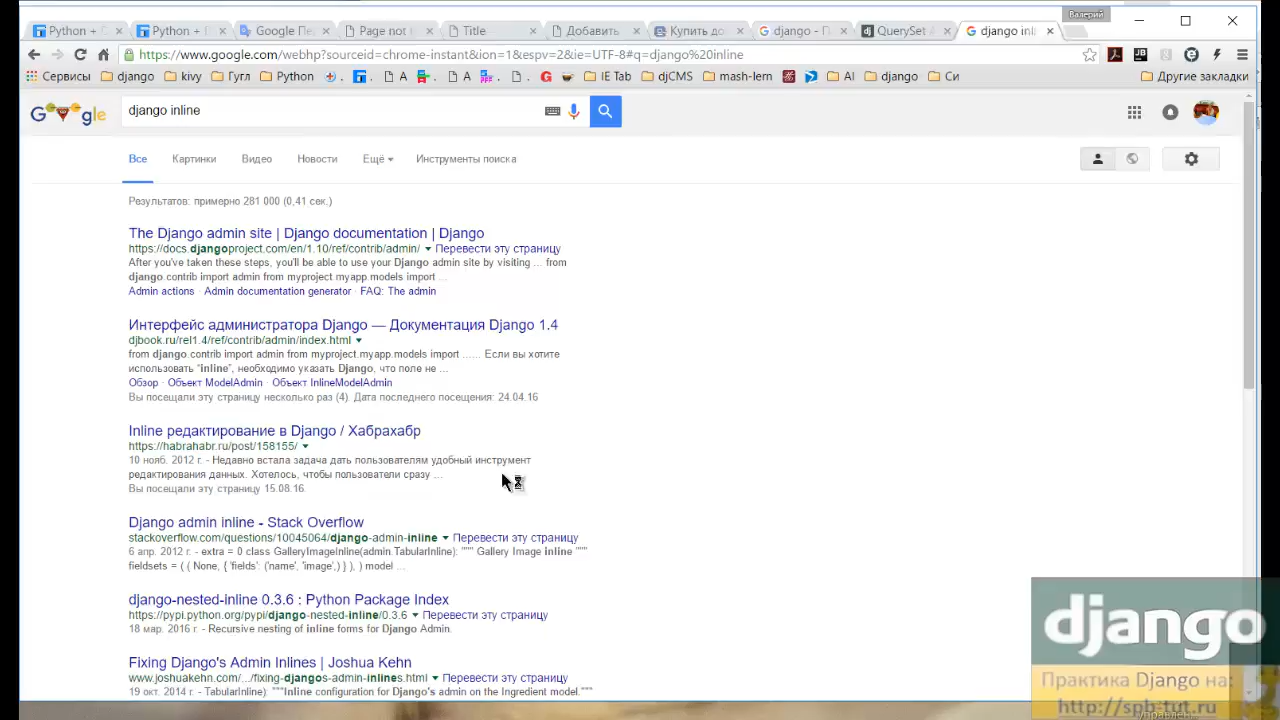 Валерий
Python + 
Python + 
Google Пе
Page not 
Title
Добавить
Купить до
django - П
QuerySet A
django inl
https://www.google.com/webhp?sourceid=chrome-instant&ion=1&espv=2&ie=UTF-8#q=django%20inline
Сервисы django kivy Гугл Python A A IE Tab djCMS math-lern AI django Си Другие закладки
Google django inline
Все Картинки Видео Новости Ещё Инструменты поиска
Результатов: примерно 281 000 (0,41 сек.)
The Django admin site | Django documentation | Django
https://docs.djangoproject.com/en/1.10/ref/contrib/admin/ Перевести эту страницу
After you've taken these steps, you'll be able to use your Django admin site by visiting ... from
django.contrib import admin from myproject.myapp.models import ...
Admin actions · Admin documentation generator · FAQ: The admin
Интерфейс администратора Django — Документация Django 1.4
djbook.ru/rel1.4/ref/contrib/admin/index.html
from django.contrib import admin from myproject.myapp.models import ...... Если вы хотите
использовать "inline", необходимо указать Django, что поле не ...
Обзор · Объект ModelAdmin · Объект InlineModelAdmin
Вы посещали эту страницу несколько раз (4). Дата последнего посещения: 24.04.16
Inline редактирование в Django / Хабрахабр
https://habrahabr.ru/post/158155/
10 нояб. 2012 г. - Недавно встала задача дать пользователям удобный инструмент
редактирования данных. Хотелось, чтобы пользователи сразу ...
Вы посещали эту страницу 15.08.16.
Django admin inline - Stack Overflow
stackoverflow.com/questions/10045064/django-admin-inline Перевести эту страницу
6 апр. 2012 г. - extra = 0 class GalleryImageInline(admin.TabularInline): """ Gallery Image inline """
fieldsets = ( ( None, { 'fields': ('name', 'image',) } ), ) model ...
django-nested-inline 0.3.6 : Python Package Index
https://pypi.python.org/pypi/django-nested-inline/0.3.6 Перевести эту страницу
18 мар. 2016 г. - Recursive nesting of inline forms for Django Admin.
Fixing Django's Admin Inlines | Joshua Kehn
www.joshuakehn.com/.../fixing-djangos-admin-inlines.html Перевести эту страницу
19 окт. 2014 г. - TabularInline): """Inline configuration for Django's admin on the Ingredient model."""
django
Практика Django на:
http://spb-tut.ru